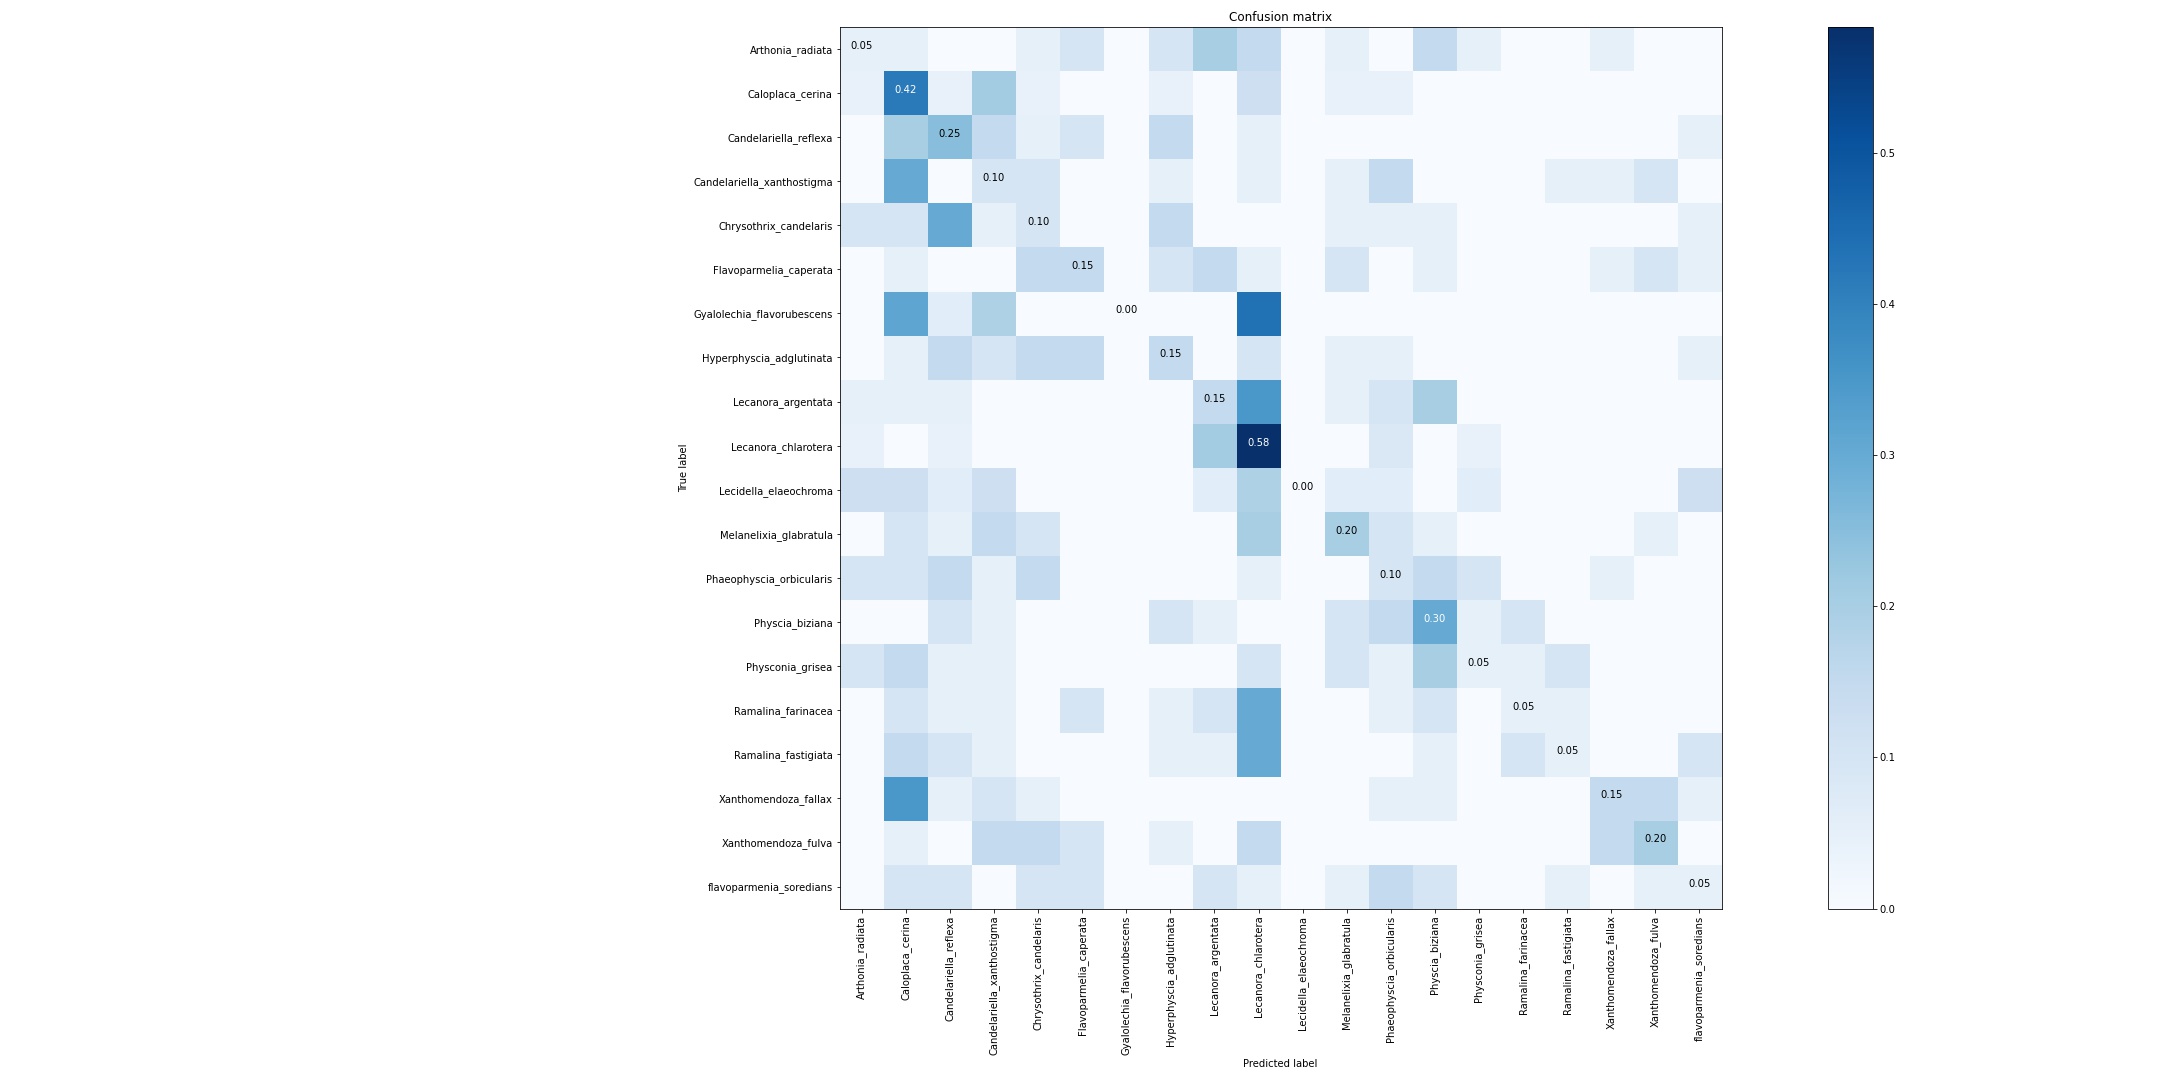 Confusion matrix
True label
Arthonia_radiata
Caloplaca_cerina
Candelariella_reflexa
Candelariella_xanthostigma
Chrysothrix_candelaris
Flavoparmelia_caperata
Gyalolechia_flavorubescens
Hyperphyscia_adglutinata
Lecanora_argentata
Lecanora_chlarotera
Lecidella_elaeochroma
Melanelixia_glabratula
Phaeophyscia_orbicularis
Physcia_biziana
Physconia_grisea
Ramalina_farinacea
Ramalina_fastigiata
Xanthomendoza_fallax
Xanthomendoza_fulva
flavoparmenia_soredians
0.05
0.42
0.25
0.10
0.10
0.15
0.00
0.15
0.15
0.58
0.00
0.20
0.10
0.30
0.05
0.05
0.05
0.15
0.20
0.05
Arthonia_radiata
Caloplaca_cerina
Candelariella_reflexa
Candelariella_xanthostigma
Chrysothrix_candelaris
Flavoparmelia_caperata
Gyalolechia_flavorubescens
Hyperphyscia_adglutinata
Lecanora_argentata
Lecanora_chlarotera
Lecidella_elaeochroma
Melanelixia_glabratula
Phaeophyscia_orbicularis
Physcia_biziana
Physconia_grisea
Ramalina_farinacea
Ramalina_fastigiata
Xanthomendoza_fallax
Xanthomendoza_fulva
flavoparmenia_soredians
Predicted label
0.5
0.4
0.3
0.2
0.1
0.0